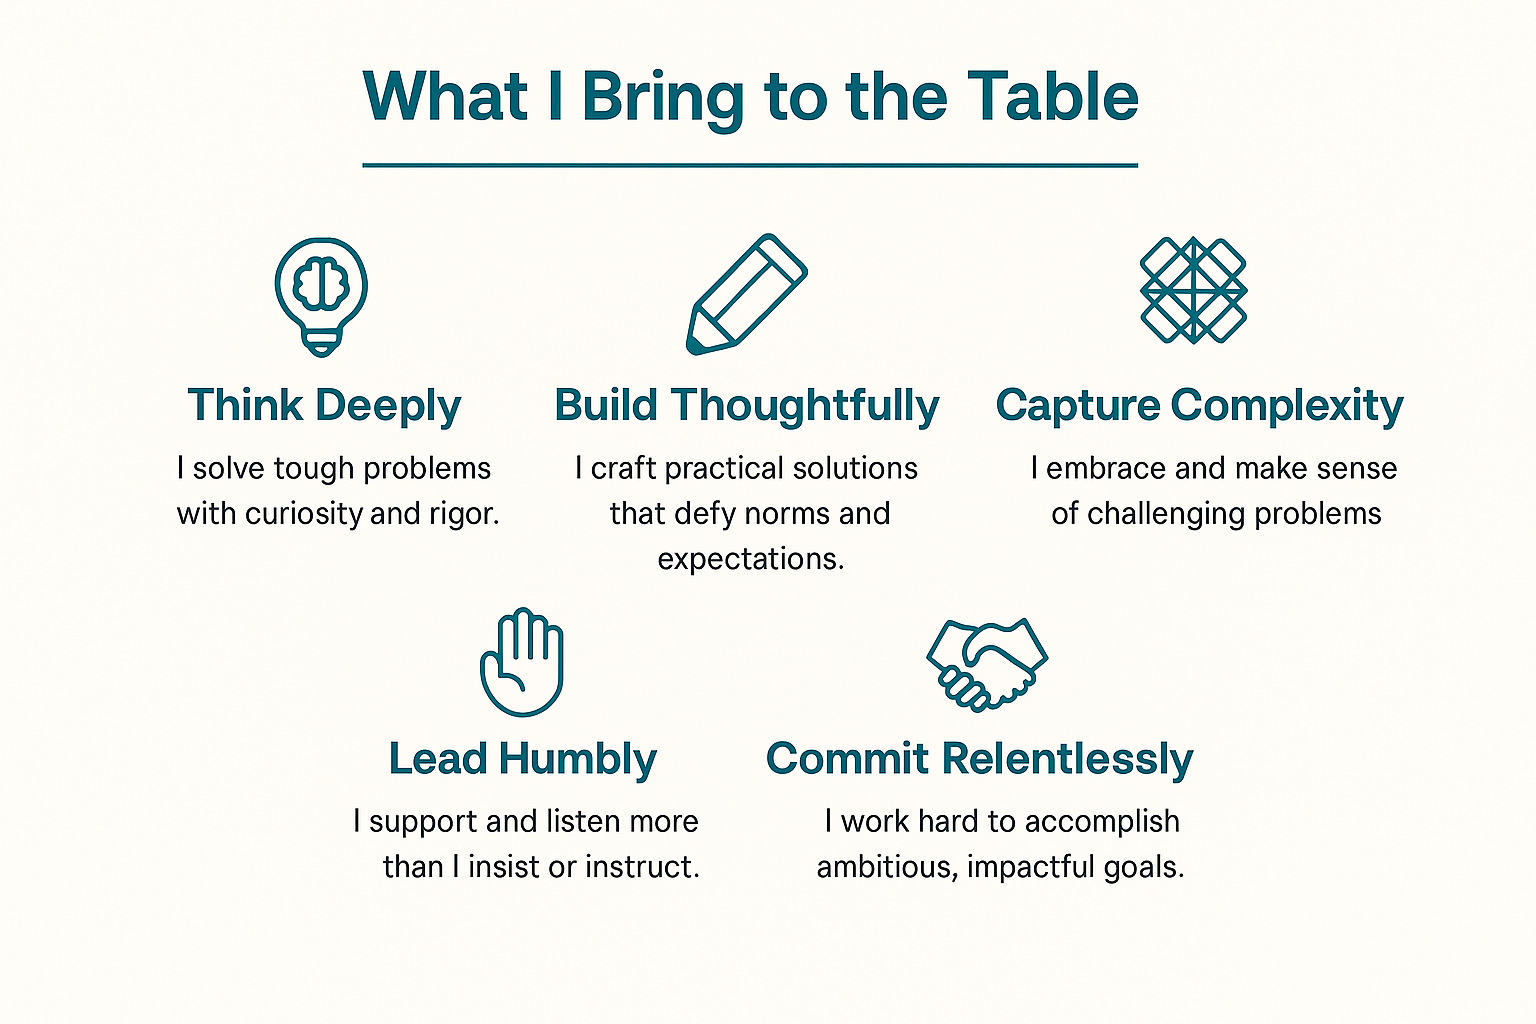 What I Bring to the Table
Think Deeply
I solve tough problems
with curiosity and rigor.
Build Thoughtfully
I craft practical solutions
that defy norms and
expectations.
Capture Complexity
I embrace and make sense
of challenging problems
Lead Humbly
I support and listen more
than I insist or instruct.
Commit Relentlessly
I work hard to accomplish
ambitious, impactful goals.